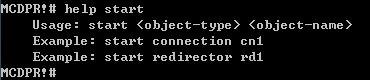 MCDPR!# help start
Usage: start <object-type> <object-name>
Example: start connection cn1
Example: start redirector rd1
MCDPR!#